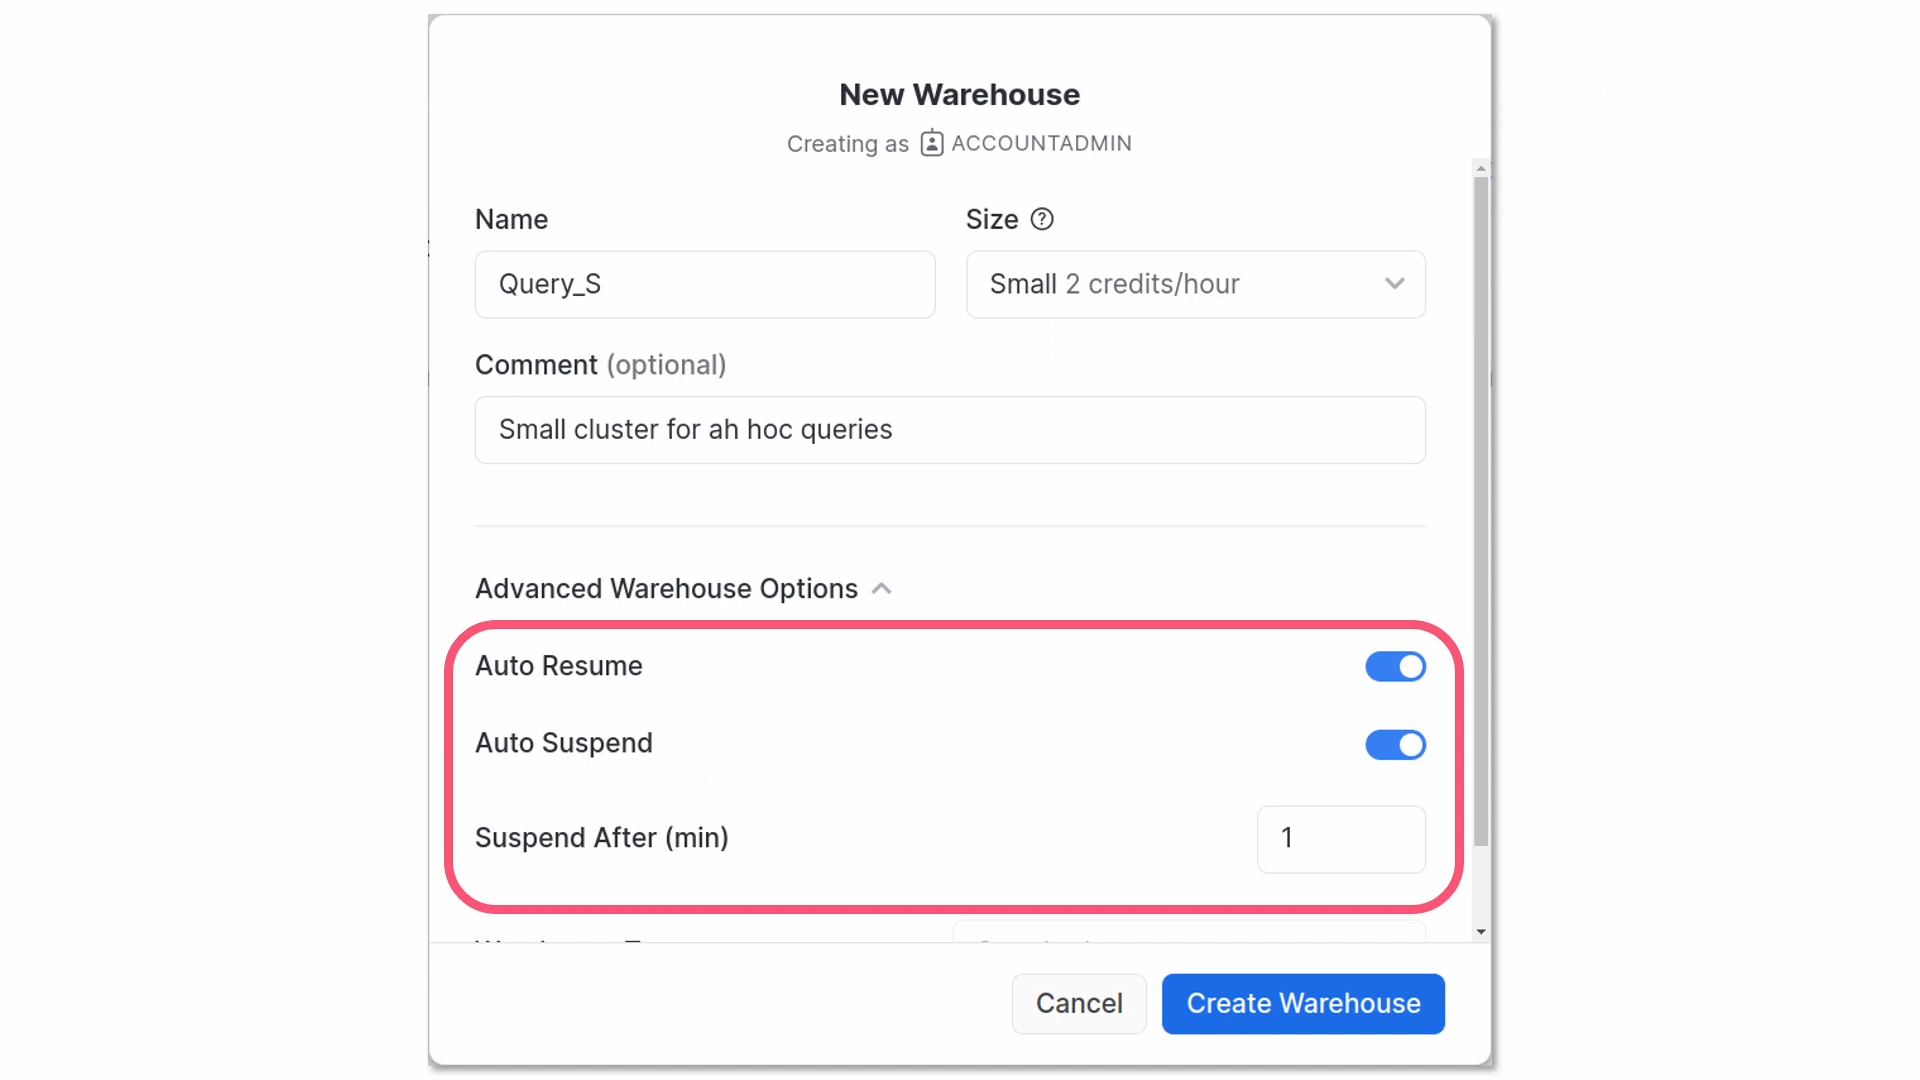 New Warehouse
Creating as ACCOUNTADMIN
Name
Size
Query_S
Small 2 credits/hour
Comment (optional)
Small cluster for ah hoc queries
Advanced Warehouse Options
Auto Resume
Auto Suspend
Suspend After (min)
1
Cancel
Create Warehouse